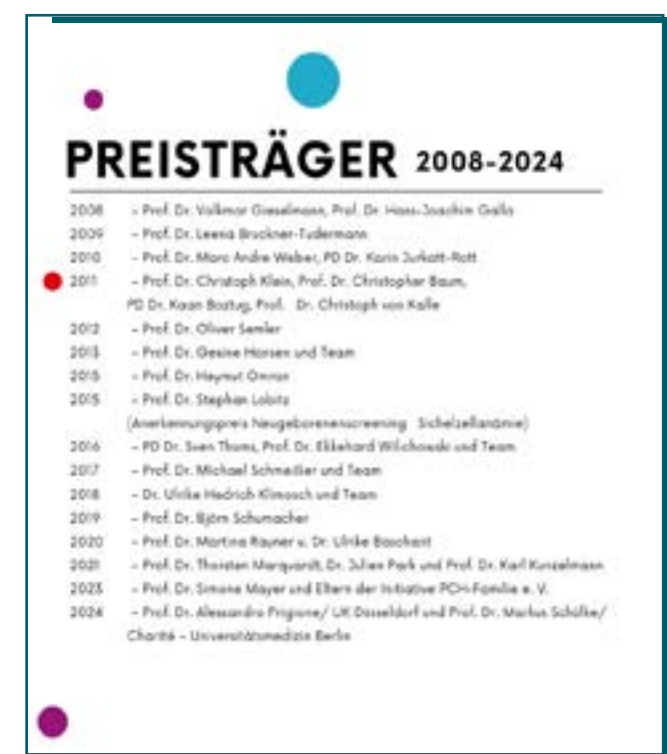 PREISTRÄGER 2008-2024
2008 - Prof. Dr. Volkmar Gieselmann, Prof. Dr. Hans-Joachim Galla
2009 - Prof. Dr. Leena Bruckner-Tudermann
2010 - Prof. Dr. Marc Andre Weber, PD Dr. Karin Jurkatt-Rott
2011 - Prof. Dr. Christoph Klein, Prof. Dr. Christopher Baum,
PD Dr. Kaan Boztug, Prof. Dr. Christoph von Kalle
2012 - Prof. Dr. Oliver Semler
2013 - Prof. Dr. Gesine Hansen und Team
2015 - Prof. Dr. Heymut Omran
2015 - Prof. Dr. Stephan Lobitz
(Anerkennungspreis Neugeborenenscreening Sichelzellanämie)
2016 - PD Dr. Sven Thoms, Prof. Dr. Ekkehard Wilichowski und Team
2017 - Prof. Dr. Michael Schmeißer und Team
2018 - Dr. Ulrike Hedrich Klimosch und Team
2019 - Prof. Dr. Björn Schumacher
2020 - Prof. Dr. Martina Rauner u. Dr. Ulrike Baschant
2021 - Prof. Dr. Thorsten Marquardt, Dr. Julien Park und Prof. Dr. Karl Kunzelmann
2023 - Prof. Dr. Simone Mayer und Eltern der Initiative PCH-Familie e. V.
2024 - Prof. Dr. Alessandro Prigione/ UK Düsseldorf und Prof. Dr. Markus Schülke/
Charité - Universitätsmedizin Berlin